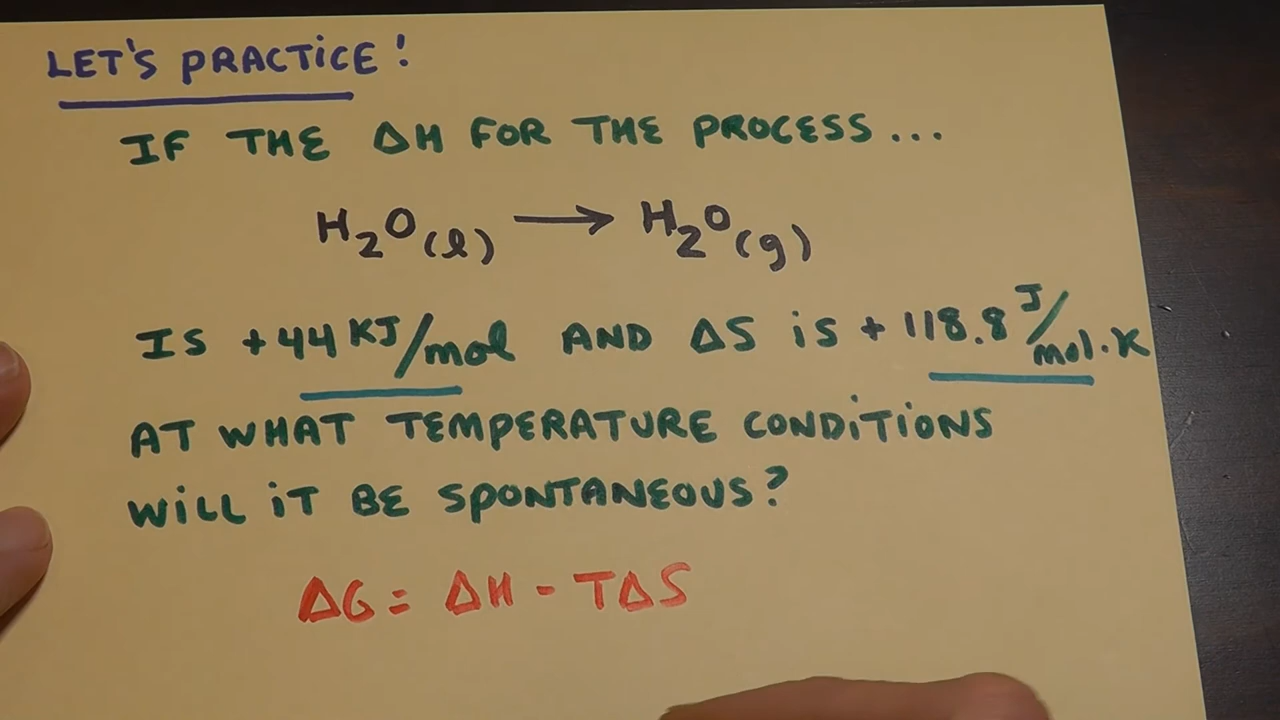 LET'S PRACTICE!
IF THE ΔH FOR THE PROCESS...
H₂O(l) → H₂O(g)
IS +44 KJ/mol AND ΔS iS + 118.8 J/mol·K
AT WHAT TEMPERATURE CONDITIONS
WILL iT BE SPONTANEOUS?
ΔG = ΔH - TΔS